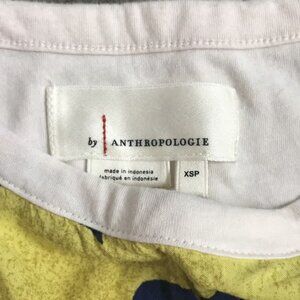 by ANTHROPOLOGIE
made in indonesia
fabriqué en indonésie
XSP